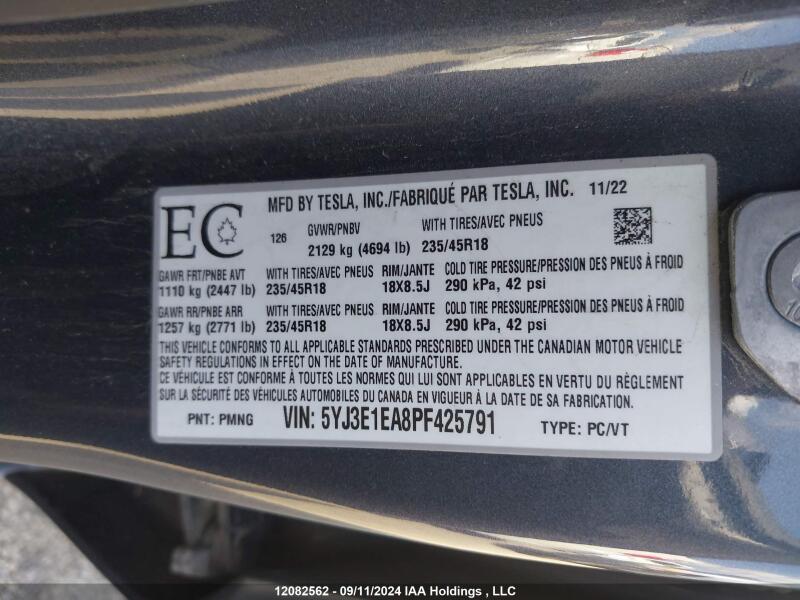 MFD BY TESLA, INC./FABRIQUÉ PAR TESLA, INC. 11/22
EC
126
GVWR/PNBV WITH TIRES/AVEC PNEUS
2129 kg (4694 lb) 235/45R18
GAWR FRT/PNBE AVT WITH TIRES/AVEC PNEUS RIM/JANTE COLD TIRE PRESSURE/PRESSION DES PNEUS À FROID
1110 kg (2447 lb) 235/45R18 18X8.5J 290 kPa, 42 psi
GAWR RR/PNBE ARR WITH TIRES/AVEC PNEUS RIM/JANTE COLD TIRE PRESSURE/PRESSION DES PNEUS À FROID
1257 kg (2771 lb) 235/45R18 18X8.5J 290 kPa, 42 psi
THIS VEHICLE CONFORMS TO ALL APPLICABLE STANDARDS PRESCRIBED UNDER THE CANADIAN MOTOR VEHICLE
SAFETY REGULATIONS IN EFFECT ON THE DATE OF MANUFACTURE.
CE VÉHICULE EST CONFORME À TOUTES LES NORMES QUI LUI SONT APPLICABLES EN VERTU DU RÈGLEMENT
SUR LA SÉCURITÉ DES VÉHICULES AUTOMOBILES DU CANADA EN VIGUEUR À LA DATE DE SA FABRICATION.
PNT: PMNG VIN: 5YJ3E1EA8PF425791 TYPE: PC/VT
12082562 - 09/11/2024 IAA Holdings , LLC